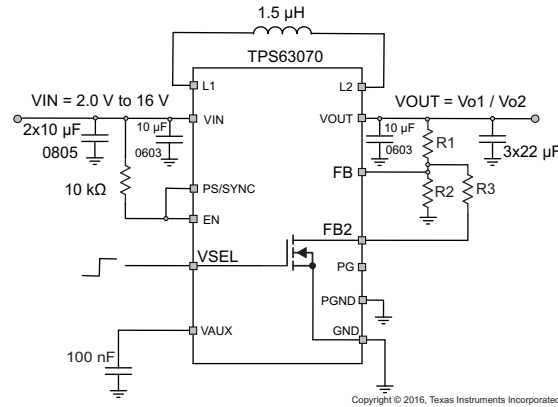 1.5 µH
TPS63070
L1
L2
VIN = 2.0 V to 16 V
VIN
VOUT
VOUT = Vo1 / Vo2
2x10 µF
0805
10 µF
0603
10 µF
0603
R1
3x22 µF
10 kΩ
PS/SYNC
FB
R2
R3
EN
FB2
VSEL
PG
PGND
VAUX
GND
100 nF
Copyright © 2016, Texas Instruments Incorporated